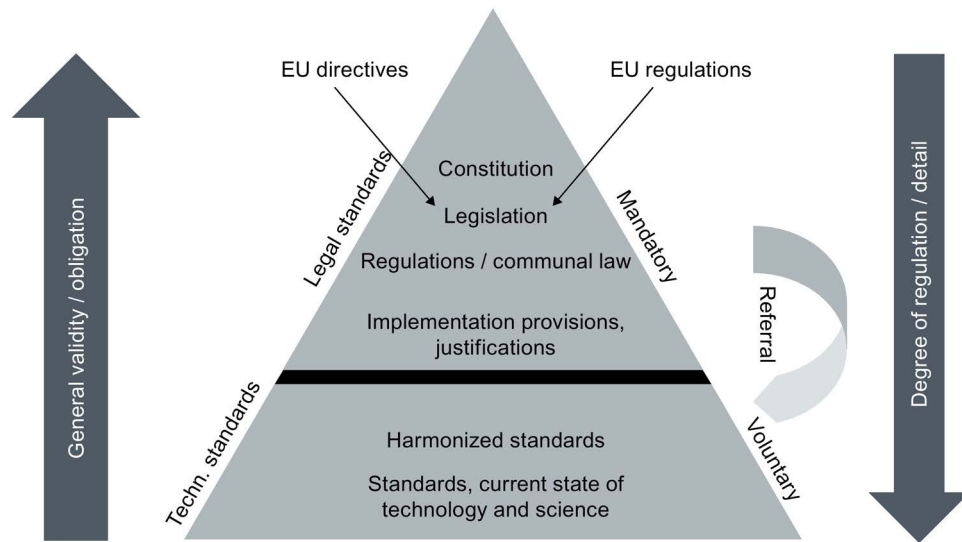 EU directives
EU regulations
Constitution
Legislation
Regulations / communal law
Implementation provisions,
justifications
Harmonized standards
Standards, current state of
technology and science
General validity / obligation
Legal standards
Techn. standards
Mandatory
Voluntary
Referral
Degree of regulation / detail